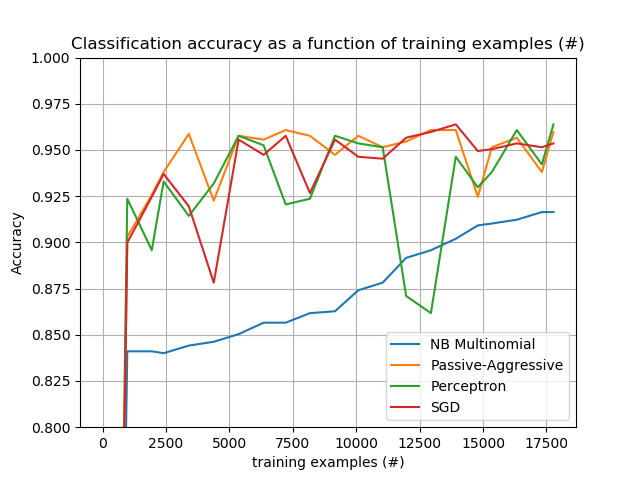 Classification accuracy as a function of training examples (#)
1.000
0.975
0.950
0.925
0.900
0.875
0.850
0.825
0.800
Accuracy
NB Multinomial
Passive-Aggressive
Perceptron
SGD
0 2500 5000 7500 10000 12500 15000 17500
training examples (#)